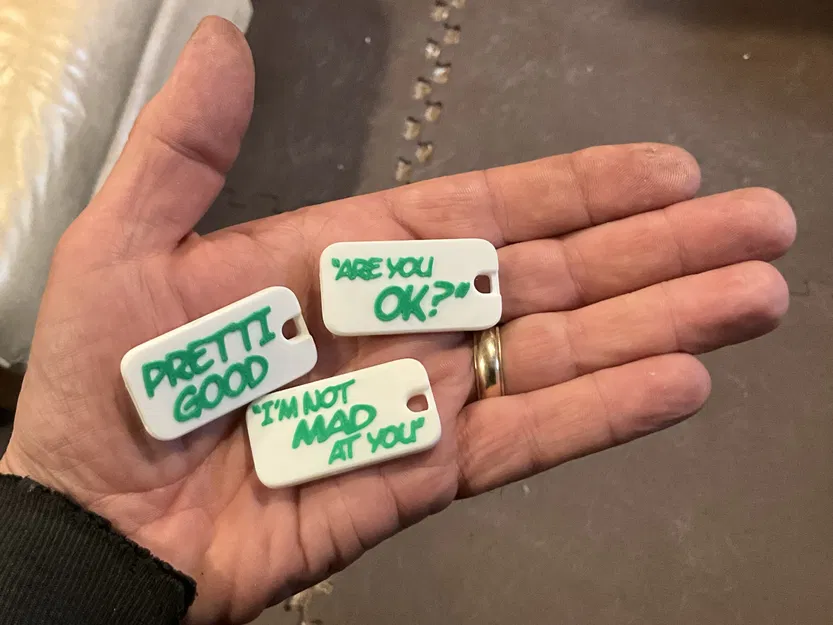 "ARE YOU
OK?"
PRETTI
GOOD
"I'M NOT
MAD
AT YOU"